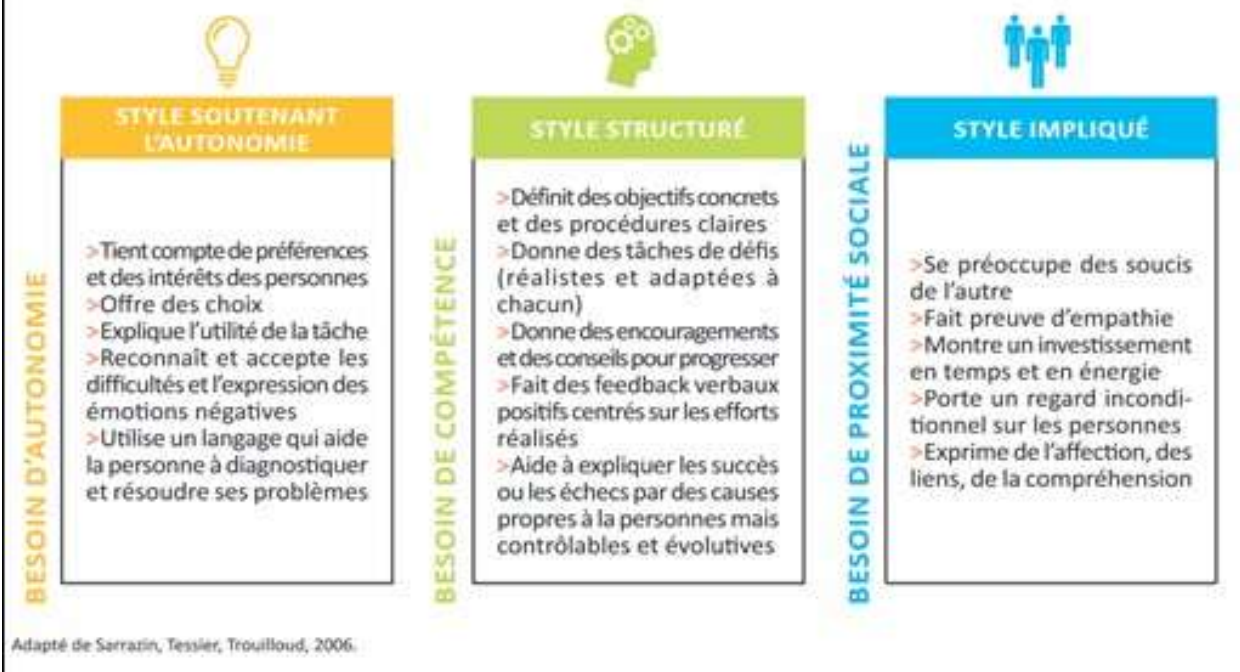 BESOIN D'AUTONOMIE
STYLE SOUTENANT
L'AUTONOMIE
>Tient compte de préférences
et des intérêts des personnes
>Offre des choix
>Explique l'utilité de la tâche
>Reconnaît et accepte les
difficultés et l'expression des
émotions négatives
>Utilise un langage qui aide
la personne à diagnostiquer
et résoudre ses problèmes
BESOIN DE COMPÉTENCE
STYLE STRUCTURÉ
>Définit des objectifs concrets
et des procédures claires
>Donne des tâches de défis
(réalistes et adaptées à
chacun)
>Donne des encouragements
et des conseils pour progresser
>Fait des feedback verbaux
positifs centrés sur les efforts
réalisés
>Aide à expliquer les succès
ou les échecs par des causes
propres à la personnes mais
contrôlables et évolutives
BESOIN DE PROXIMITÉ SOCIALE
STYLE IMPLIQUÉ
>Se préoccupe des soucis
de l'autre
>Fait preuve d'empathie
>Montre un investissement
en temps et en énergie
>Porte un regard incondi-
tionnel sur les personnes
>Exprime de l'affection, des
liens, de la compréhension
Adapté de Sarrazin, Tessier, Trouilloud, 2006.